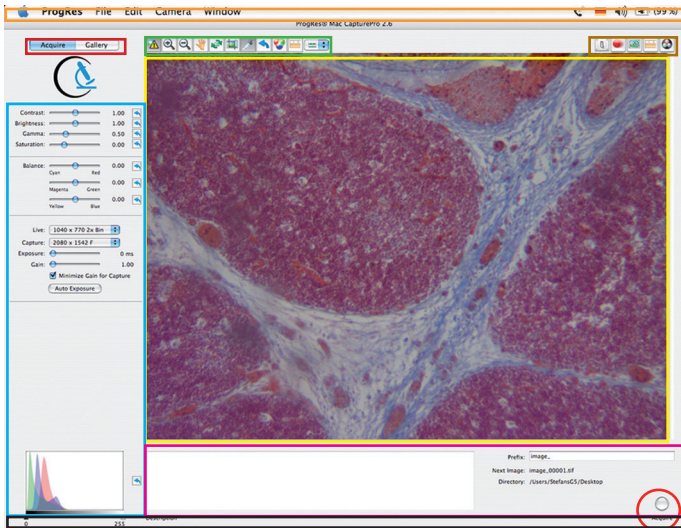 ProgRes File Edit Camera Window (99%)
ProgRes® Mac CapturePro 2.6
Acquire Gallery
Contrast: 1.00
Brightness: 1.00
Gamma: 0.50
Saturation: 0.00
Balance: 0.00
Cyan Red
0.00
Magenta Green
0.00
Yellow Blue
Live: 1040 x 770 2x Bin
Capture: 2080 x 1542 F
Exposure: 0 ms
Gain: 1.00
Minimize Gain for Capture
Auto Exposure
Prefix: image_
Next Image: image_00001.tif
Directory: /Users/StefansG5/Desktop
0 255 Description Acquire